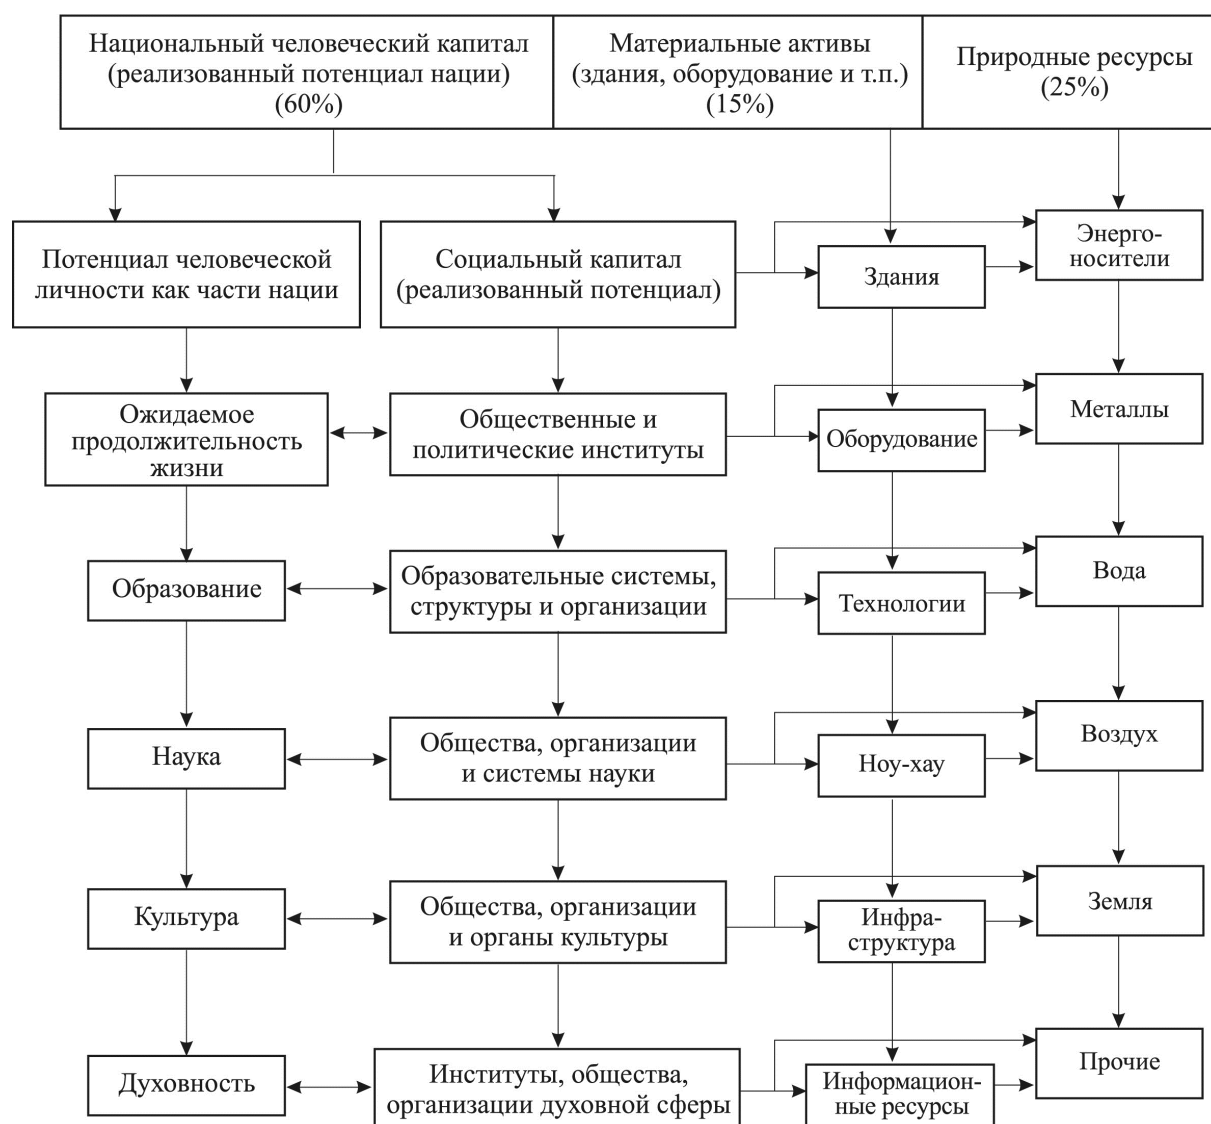 Национальный человеческий капитал
(реализованный потенциал нации)
(60%)
Материальные активы
(здания, оборудование и т.п.)
(15%)
Природные ресурсы
(25%)
Потенциал человеческой
личности как части нации
Социальный капитал
(реализованный потенциал)
Здания
Энерго-
носители
Ожидаемое
продолжительность
жизни
Общественные и
политические институты
Оборудование
Металлы
Образование
Образовательные системы,
структуры и организации
Технологии
Вода
Наука
Общества, организации
и системы науки
Ноу-хау
Воздух
Культура
Общества, организации
и органы культуры
Инфра-
структура
Земля
Духовность
Институты, общества,
организации духовной сферы
Информацион-
ные ресурсы
Прочие